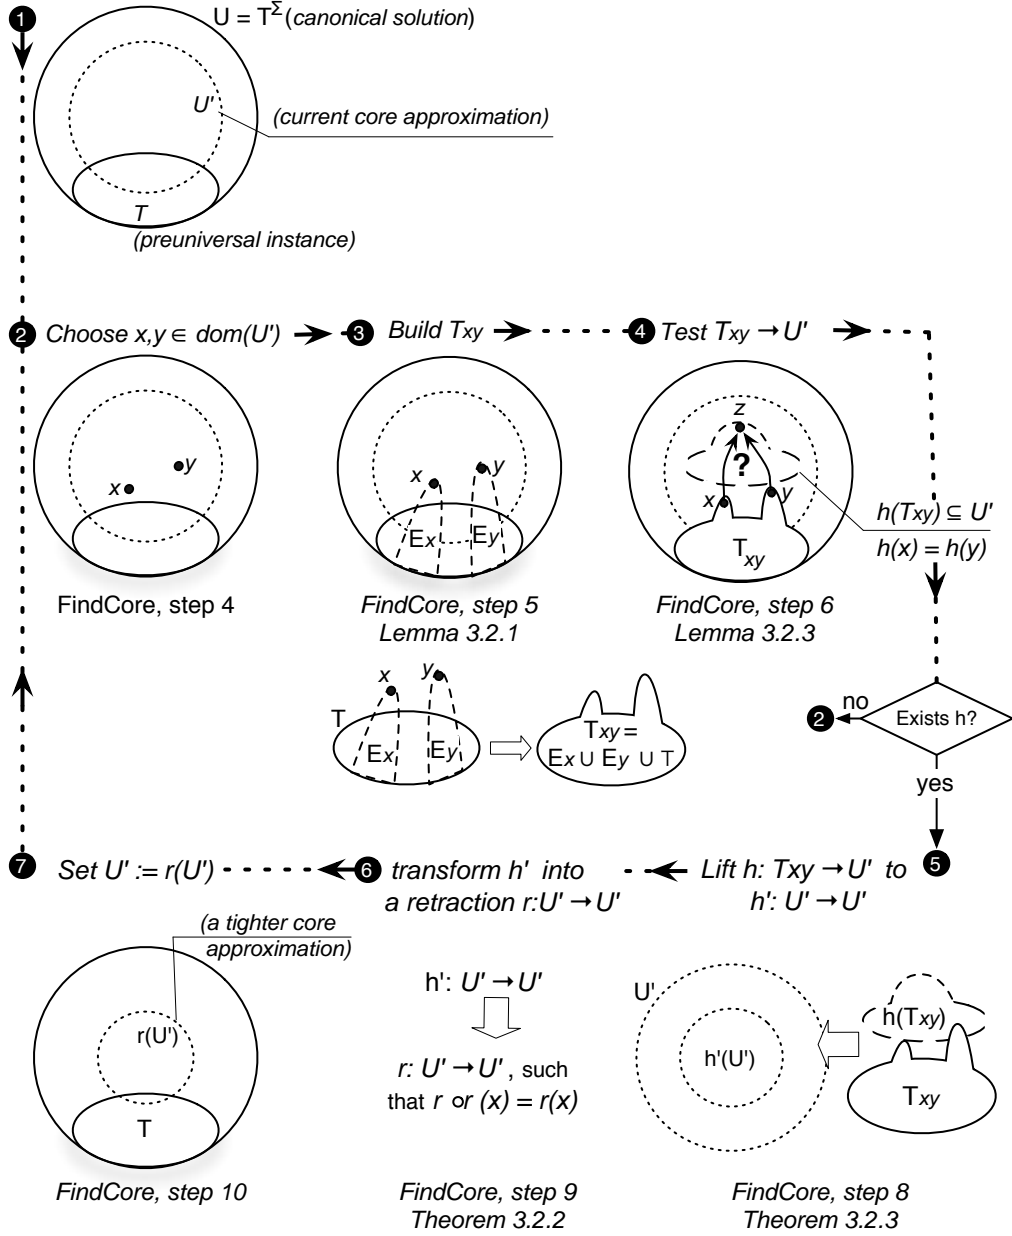 1
U = T^Σ (canonical solution)
U'
(current core approximation)
T
(preuniversal instance)
2 Choose x,y ∈ dom(U')
3 Build Txy
4 Test Txy → U'
x
y
x
y
Ex
Ey
z
?
x
y
Txy
h(Txy) ⊆ U'
h(x) = h(y)
FindCore, step 4
FindCore, step 5
Lemma 3.2.1
FindCore, step 6
Lemma 3.2.3
x
y
T
Ex
Ey
Txy =
Ex ∪ Ey ∪ T
2
no
Exists h?
yes
7 Set U' := r(U')
6 transform h' into
a retraction r:U' → U'
Lift h: Txy → U' to
h': U' → U'
5
(a tighter core
approximation)
r(U')
T
h': U' → U'
r: U' → U' , such
that r or (x) = r(x)
U'
h'(U')
h(Txy)
Txy
FindCore, step 10
FindCore, step 9
Theorem 3.2.2
FindCore, step 8
Theorem 3.2.3